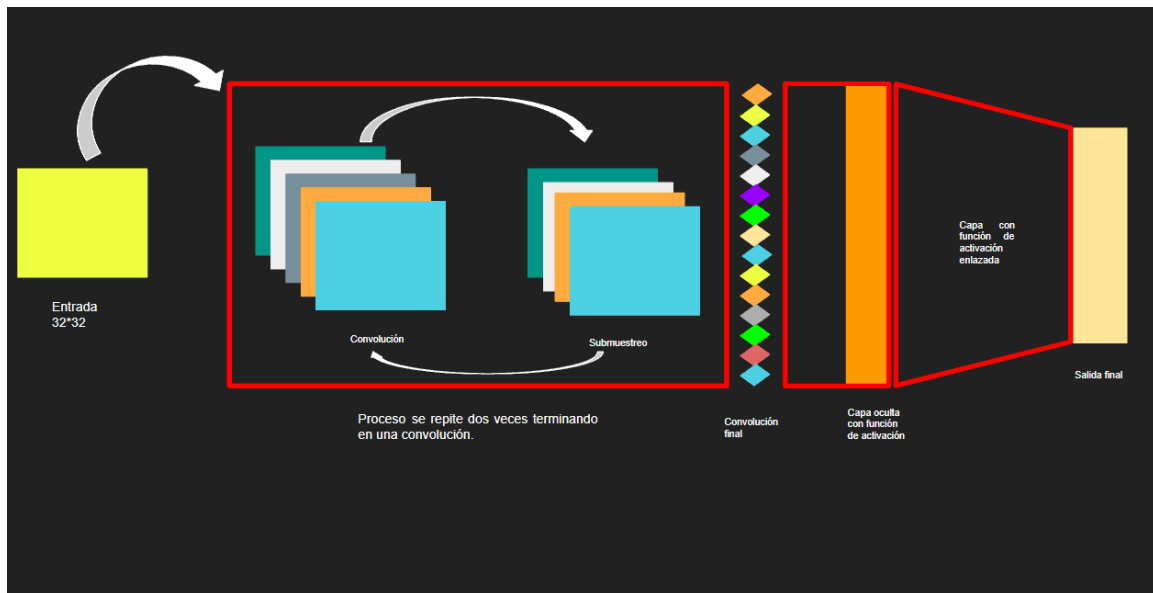 Entrada
32*32
Convolución
Submuestreo
Proceso se repite dos veces terminando
en una convolución.
Convolución
final
Capa oculta
con función
de activación
Capa con
función de
activación
enlazada
Salida final